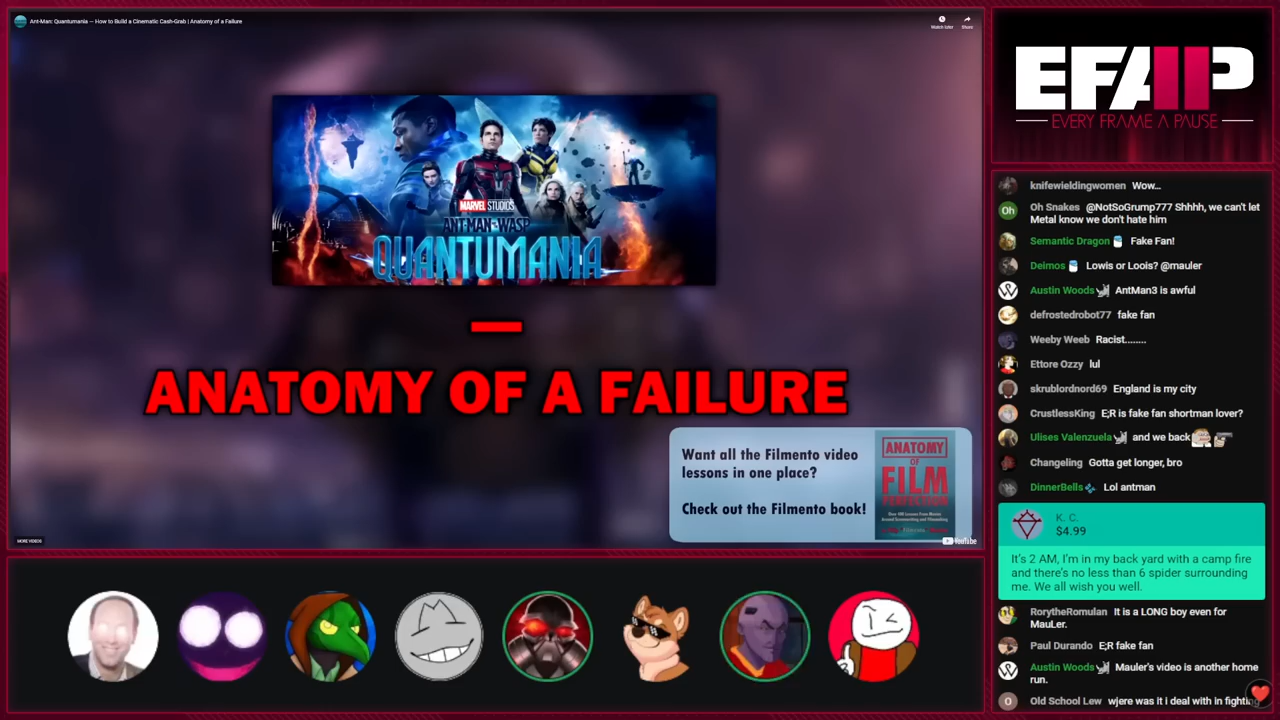 Ant-Man: Quantumania – How to Build a Cinematic Cash-Grab | Anatomy of a Failure
Watch later
Share
MARVEL STUDIOS
ANT-MAN AND THE WASP
QUANTUMANIA
ANATOMY OF A FAILURE
Want all the Filmento video
lessons in one place?
Check out the Filmento book!
ANATOMY
OF
FILM
PERFECTION
MORE VIDEOS
YouTube
EFAP
EVERY FRAME A PAUSE
knifewieldingwomen Wow...
Oh
Oh Snakes @NotSoGrump777 Shhhh, we can't let
Metal know we don't hate him
Semantic Dragon Fake Fan!
Deimos Lowis or Loois? @mauler
Austin Woods AntMan3 is awful
defrostedrobot77 fake fan
Weeby Weeb Racist........
Ettore Ozzy lul
skrublordnord69 England is my city
CrustlessKing E;R is fake fan shortman lover?
Ulises Valenzuela and we back
Changeling Gotta get longer, bro
DinnerBells Lol antman
K. C.
$4.99
It's 2 AM, I'm in my back yard with a camp fire
and there's no less than 6 spider surrounding
me. We all wish you well.
RorytheRomulan It is a LONG boy even for
MauLer.
Paul Durando E;R fake fan
Austin Woods Mauler's video is another home
run.
O
Old School Lew wjere was it i deal with in fighting